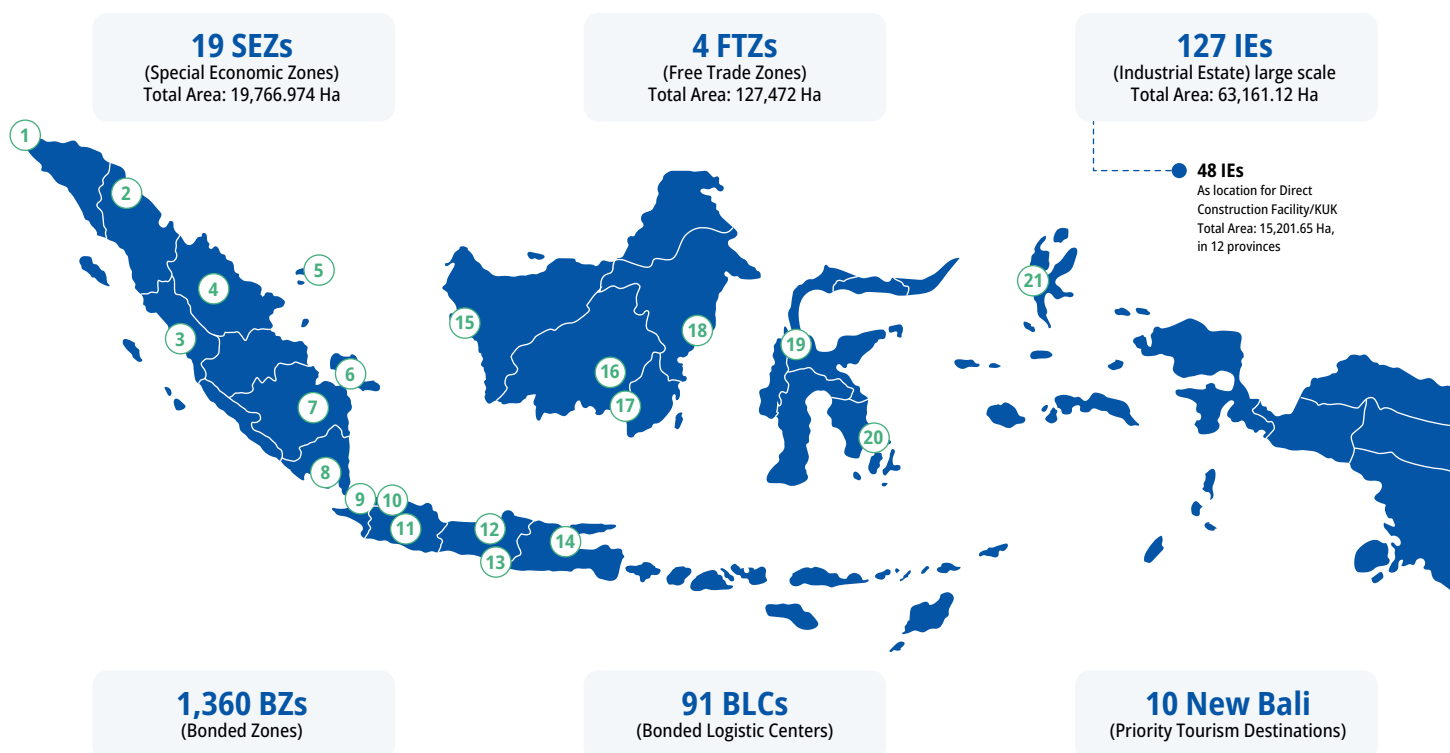 19 SEZs
(Special Economic Zones)
Total Area: 19,766.974 Ha
4 FTZs
(Free Trade Zones)
Total Area: 127,472 Ha
127 IEs
(Industrial Estate) large scale
Total Area: 63,161.12 Ha
48 IEs
As location for Direct
Construction Facility/KUK
Total Area: 15,201.65 Ha,
in 12 provinces
1
2
3
4
5
6
7
8
9
10
11
12
13
14
15
16
17
18
19
20
21
1,360 BZs
(Bonded Zones)
91 BLCs
(Bonded Logistic Centers)
10 New Bali
(Priority Tourism Destinations)